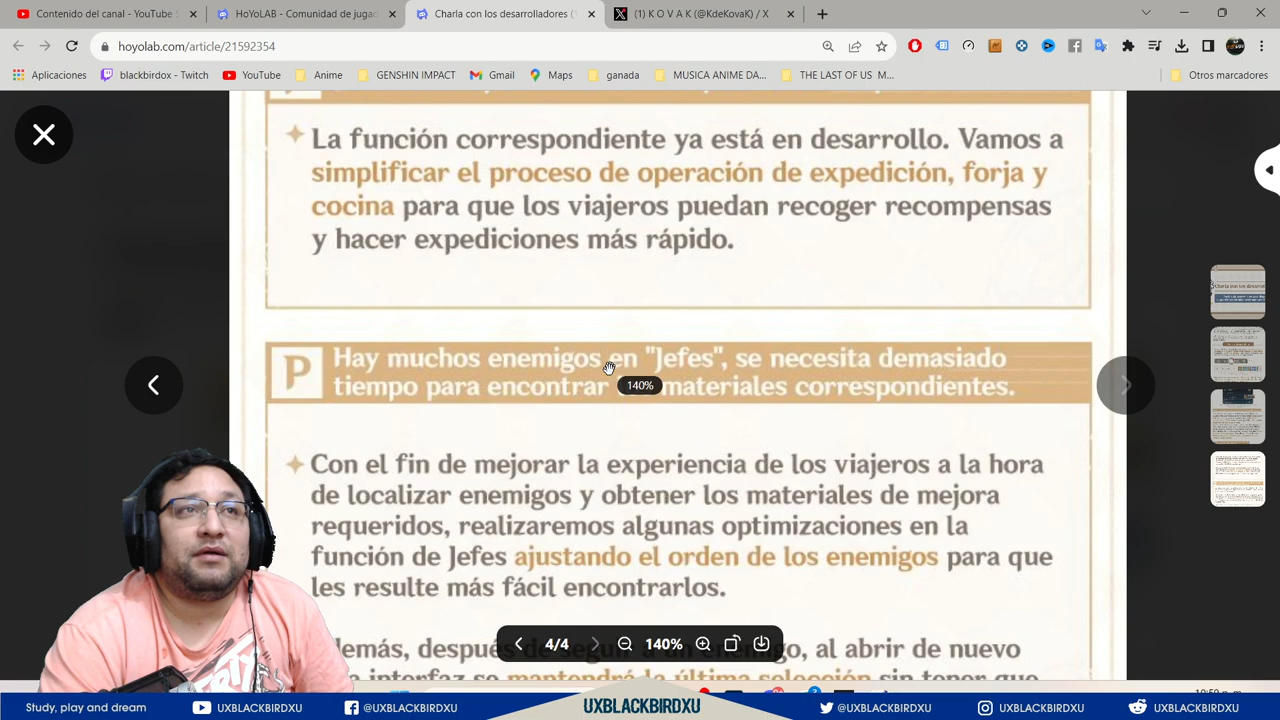 Contenido del canal - YouTube S
HoYoLAB - Comunidad de jugad
Charla con los desarrolladores (1
(1) K O V A K (@KdeKovaK) / X
hoyolab.com/article/21592354
Aplicaciones
blackbirdox - Twitch
YouTube
Anime
GENSHIN IMPACT
Gmail
Maps
ganada
MUSICA ANIME DA...
THE LAST OF US M...
Otros marcadores
La función correspondiente ya está en desarrollo. Vamos a
simplificar el proceso de operación de expedición, forja y
cocina para que los viajeros puedan recoger recompensas
y hacer expediciones más rápido.
P
Hay muchos enemigos en "Jefes", se necesita demasiado
tiempo para encontrar materiales correspondientes.
140%
Con el fin de mejorar la experiencia de los viajeros a la hora
de localizar enemigos y obtener los materiales de mejora
requeridos, realizaremos algunas optimizaciones en la
función de Jefes ajustando el orden de los enemigos para que
les resulte más fácil encontrarlos.
4/4
140%
Study, play and dream
UXBLACKBIRDXU
@UXBLACKBIRDXU
UXBLACKBIRDXU
@UXBLACKBIRDXU
UXBLACKBIRDXU
UXBLACKBIRDXU